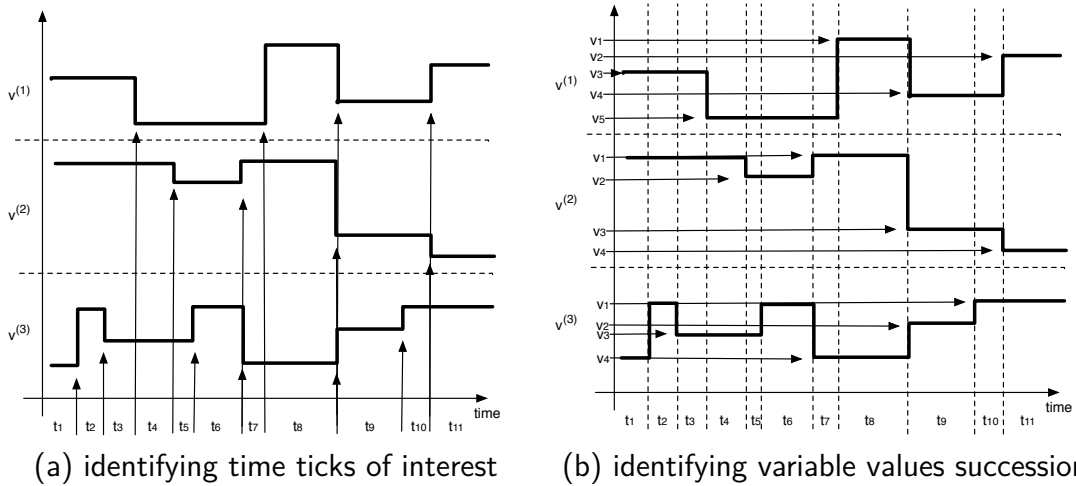 v(1)
v(2)
v(3)
time
t1 t2 t3 t4 t5 t6 t7 t8 t9 t10 t11
(a) identifying time ticks of interest
v(1)
v1
v2
v3
v4
v5
v(2)
v1
v2
v3
v4
v(3)
v1
v2
v3
v4
time
t1 t2 t3 t4 t5 t6 t7 t8 t9 t10 t11
(b) identifying variable values succession